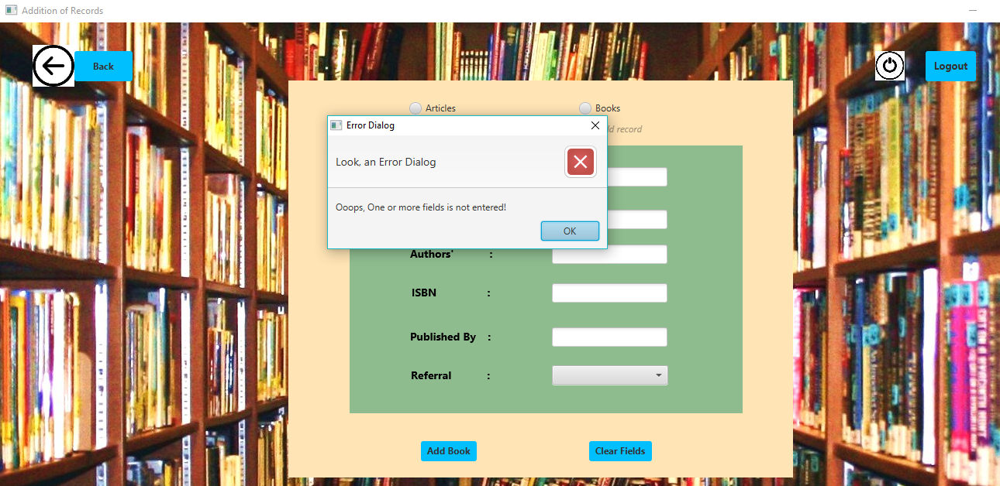 Addition of Records
Back
Logout
Articles
Books
Error Dialog
record
Look, an Error Dialog
Ooops, One or more fields is not entered!
OK
Authors' :
ISBN :
Published By :
Referral :
Add Book
Clear Fields